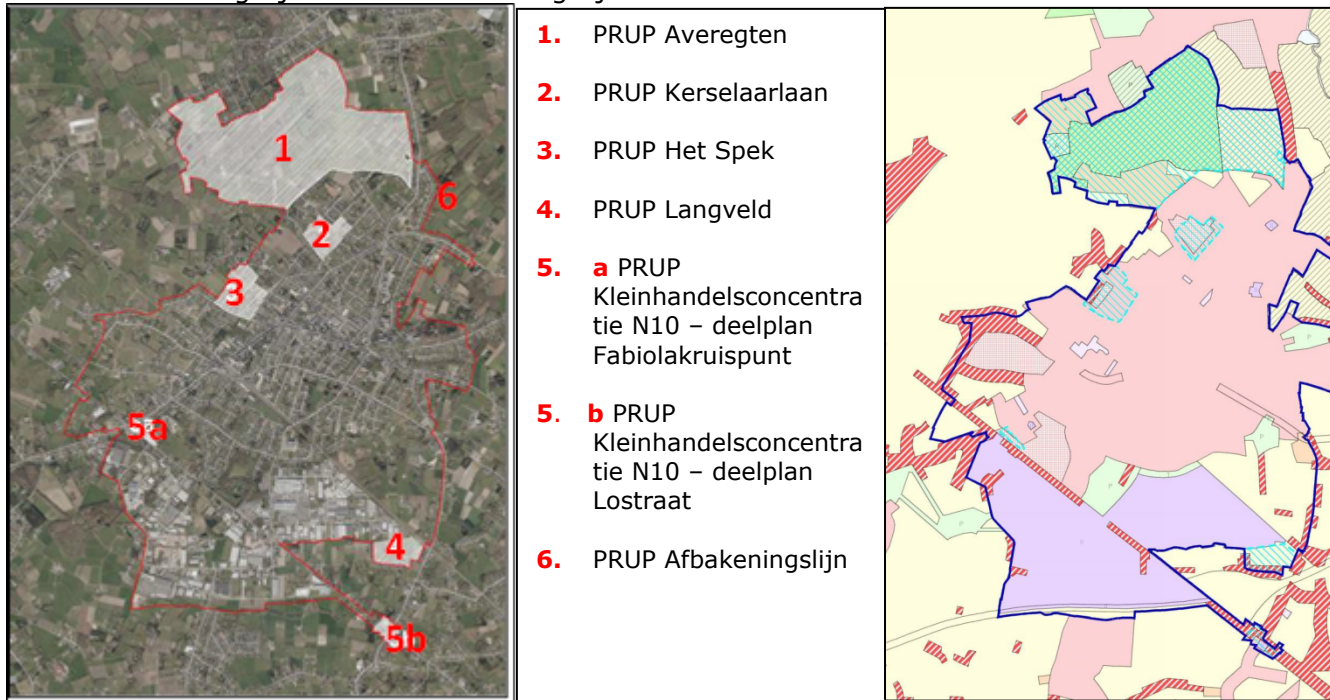 1
2
3
4
5a
5b
6
1. PRUP Averegten
2. PRUP Kerselaarlaan
3. PRUP Het Spek
4. PRUP Langveld
5. a PRUP
Kleinhandelsconcentra
tie N10 – deelplan
Fabiolakruispunt
5. b PRUP
Kleinhandelsconcentra
tie N10 – deelplan
Lostraat
6. PRUP Afbakeningslijn